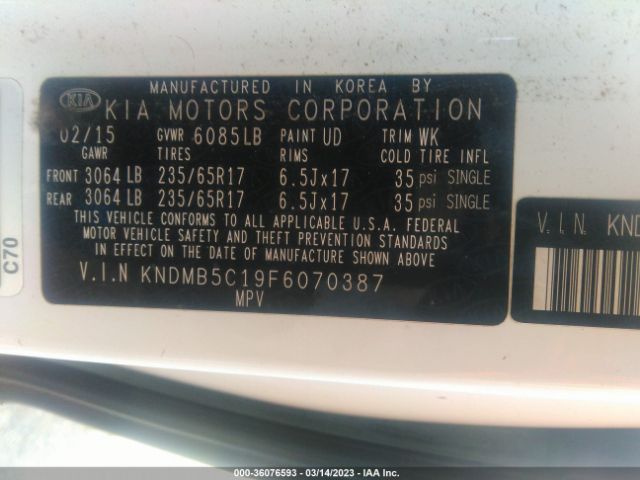 MANUFACTURED IN KOREA BY
KIA KIA MOTORS CORPORATION
02/15 GVWR 6085LB PAINT UD TRIM WK
GAWR TIRES RIMS COLD TIRE INFL
FRONT 3064 LB 235/65R17 6.5Jx17 35 psi SINGLE
REAR 3064 LB 235/65R17 6.5Jx17 35 psi SINGLE
THIS VEHICLE CONFORMS TO ALL APPLICABLE U.S.A. FEDERAL
MOTOR VEHICLE SAFETY AND THEFT PREVENTION STANDARDS
IN EFFECT ON THE DATE OF MANUFACTURE SHOWN ABOVE
V.I.N KNDMB5C19F6070387
MPV
C70
V.I.N. KNDM
000-36076593 - 03/14/2023 - IAA Inc.